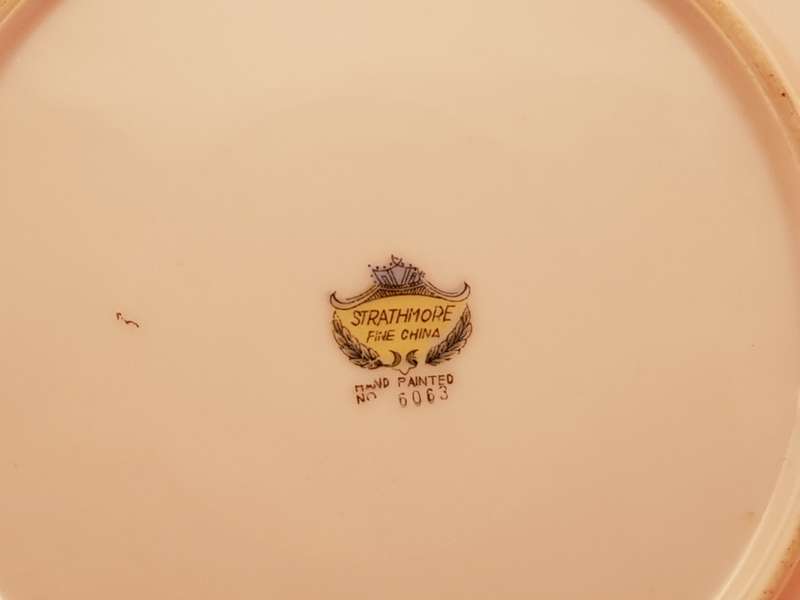 STRATHMORE
FINE CHINA
HAND PAINTED
NO 6063